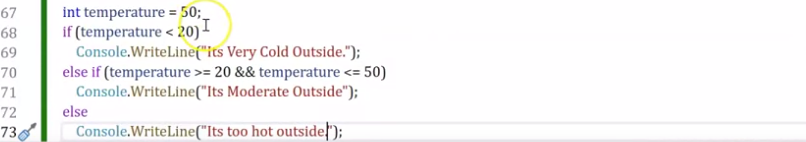 67 int temperature = 50;
68 if (temperature < 20)
69 Console.WriteLine("Its Very Cold Outside.");
70 else if (temperature >= 20 && temperature <= 50)
71 Console.WriteLine("Its Moderate Outside");
72 else
73 Console.WriteLine("Its too hot outside.");